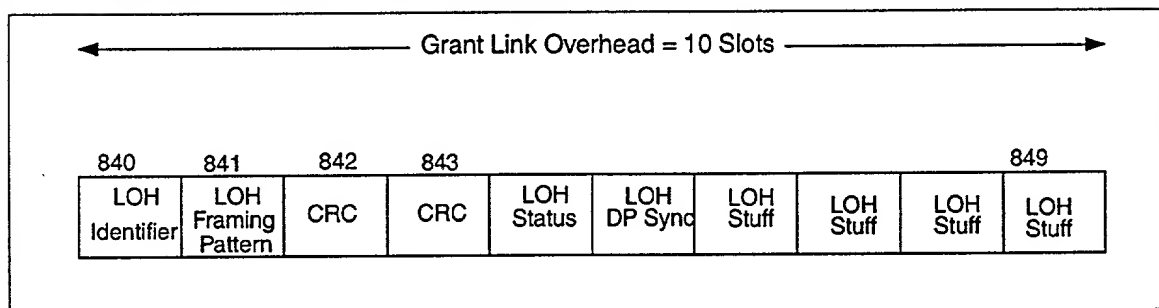 Grant Link Overhead = 10 Slots
840 841 842 843 849
LOH Identifier
LOH Framing Pattern
CRC
CRC
LOH Status
LOH DP Sync
LOH Stuff
LOH Stuff
LOH Stuff
LOH Stuff